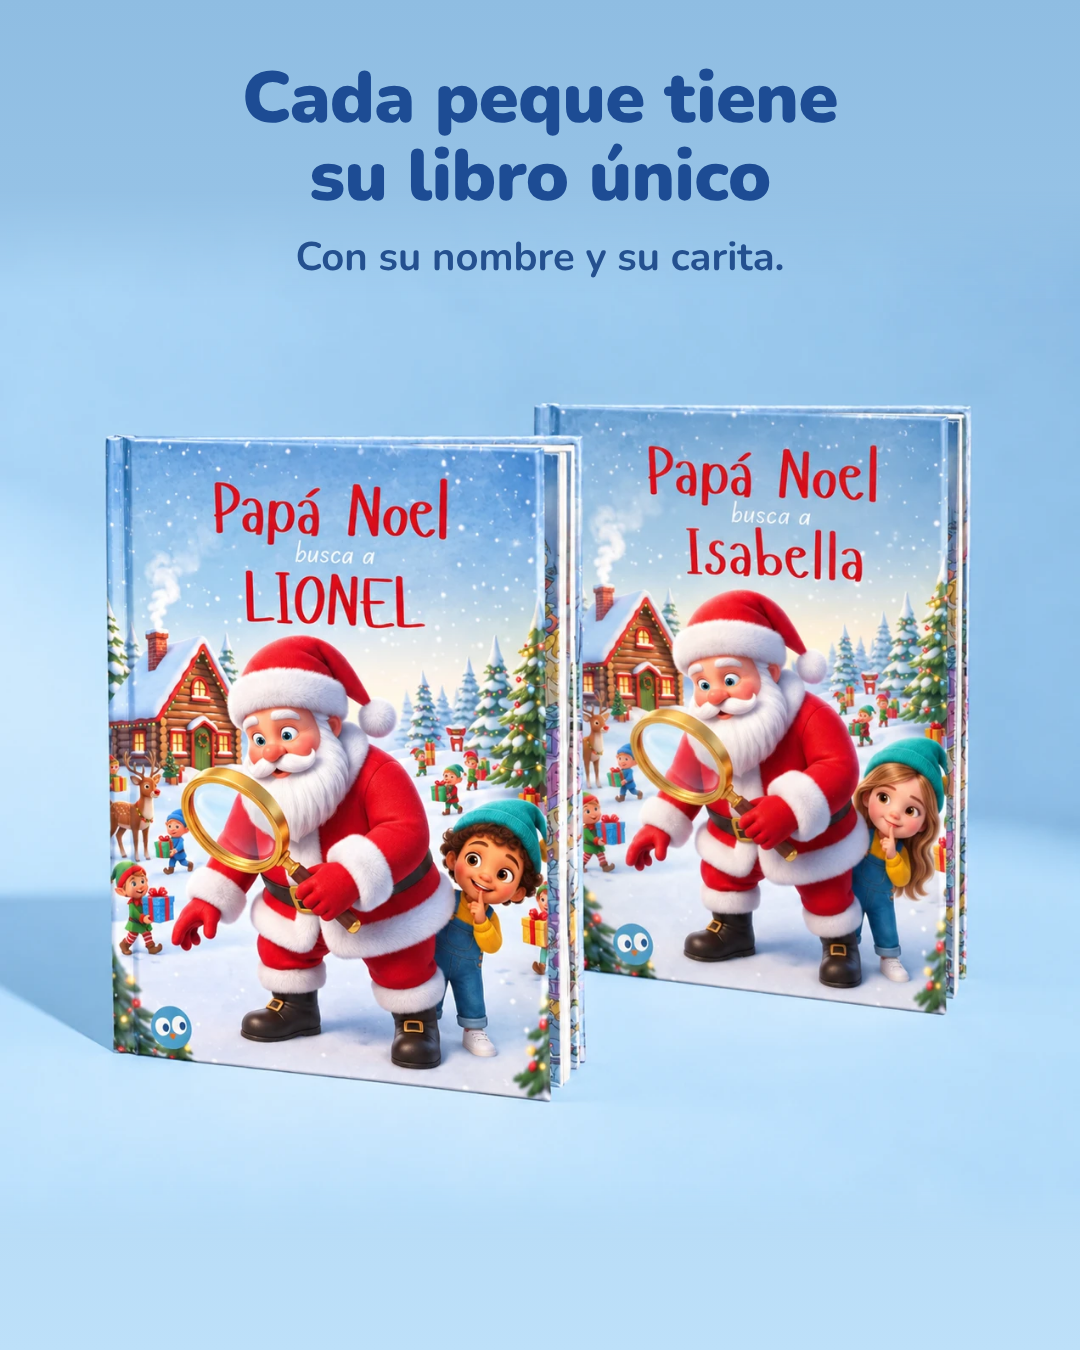 Cada peque tiene
su libro único
Con su nombre y su carita.
Papá Noel
busca a
LIONEL
Papá Noel
busca a
Isabella